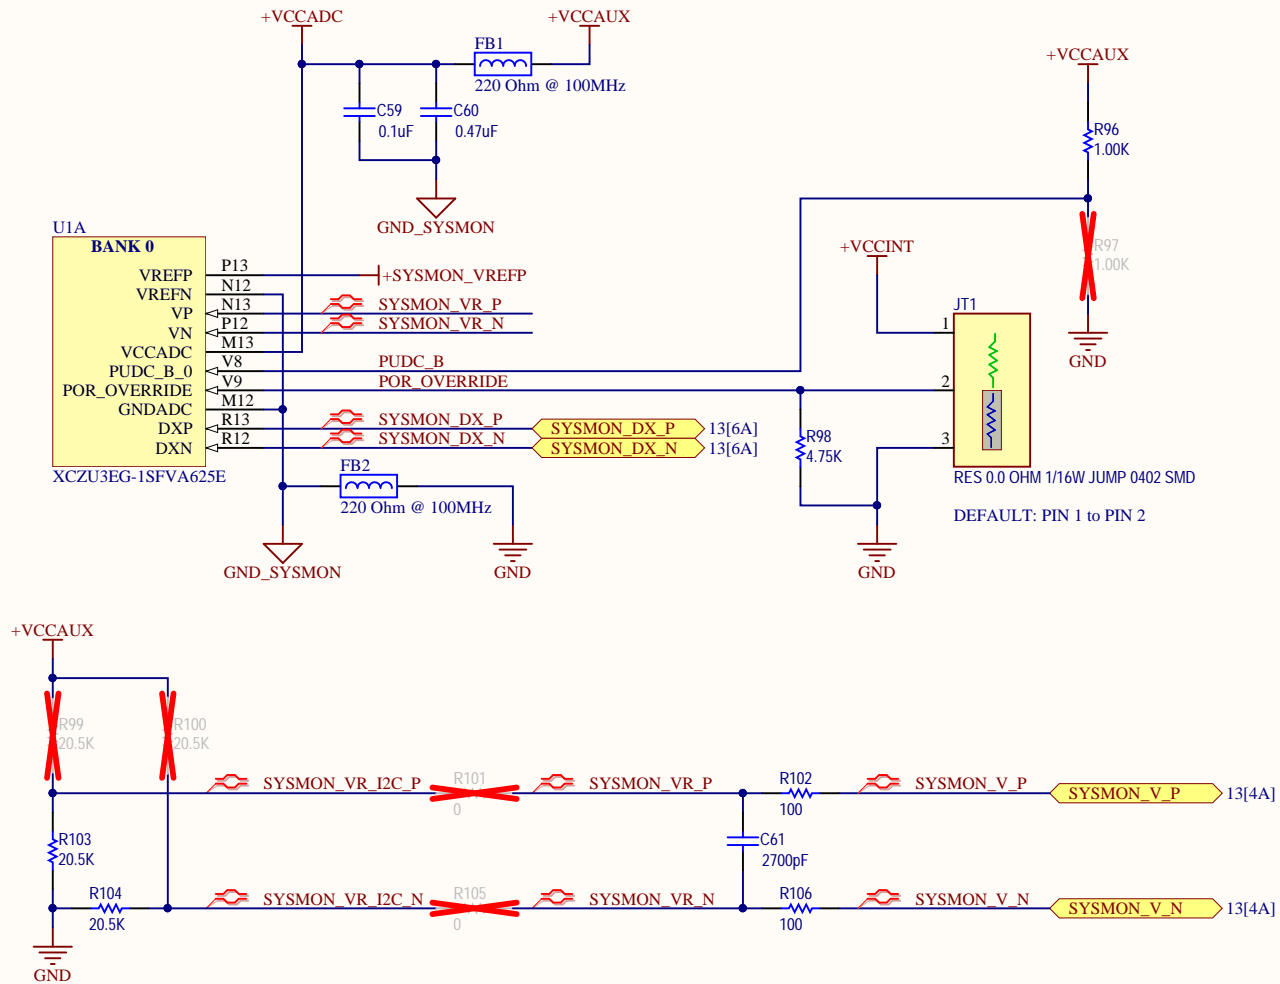 +VCCADC
+VCCAUX
FB1
220 Ohm @ 100MHz
C59
0.1uF
C60
0.47uF
GND_SYSMON
+VCCAUX
R96
1.00K
R97
1.00K
GND
U1A
BANK 0
VREFP P13 +SYSMON_VREFP
VREFN N12
VP N13 SYSMON_VR_P
VN P12 SYSMON_VR_N
VCCADC M13
PUDC_B_0 V8 PUDC_B
POR_OVERRIDE V9 POR_OVERRIDE
GNDADC M12
DXP R13 SYSMON_DX_P SYSMON_DX_P 13[6A]
DXN R12 SYSMON_DX_N SYSMON_DX_N 13[6A]
XCZU3EG-1SFVA625E
+VCCINT
JT1
1
2
3
RES 0.0 OHM 1/16W JUMP 0402 SMD
DEFAULT: PIN 1 to PIN 2
R98
4.75K
GND
FB2
220 Ohm @ 100MHz
GND_SYSMON
GND
+VCCAUX
R99
20.5K
R100
20.5K
SYSMON_VR_I2C_P
R101
0
SYSMON_VR_P
R102
100
SYSMON_V_P
SYSMON_V_P 13[4A]
R103
20.5K
C61
2700pF
R104
20.5K
SYSMON_VR_I2C_N
R105
0
SYSMON_VR_N
R106
100
SYSMON_V_N
SYSMON_V_N 13[4A]
GND